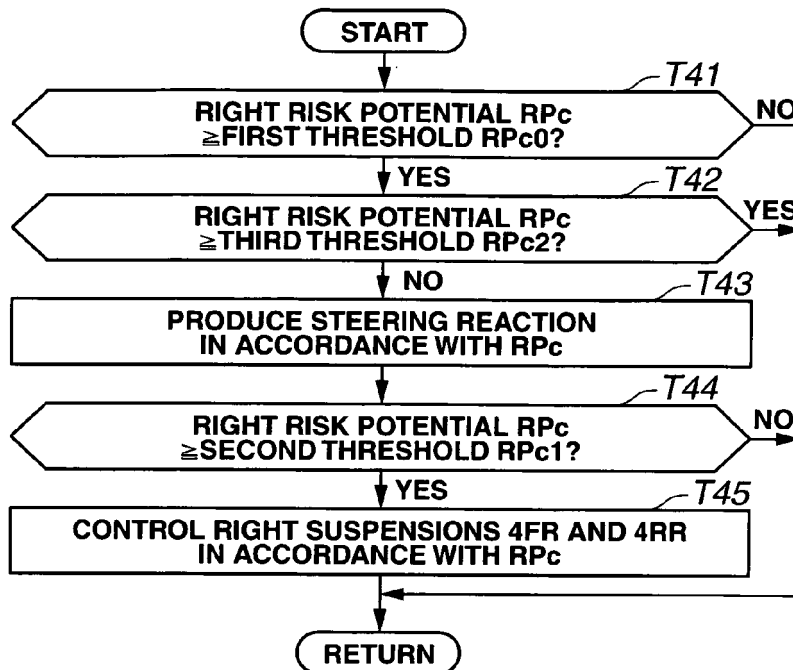 START
T41
RIGHT RISK POTENTIAL RPc
≧FIRST THRESHOLD RPc0?
NO
YES
T42
RIGHT RISK POTENTIAL RPc
≧THIRD THRESHOLD RPc2?
YES
NO
T43
PRODUCE STEERING REACTION
IN ACCORDANCE WITH RPc
T44
RIGHT RISK POTENTIAL RPc
≧SECOND THRESHOLD RPc1?
NO
YES
T45
CONTROL RIGHT SUSPENSIONS 4FR AND 4RR
IN ACCORDANCE WITH RPc
RETURN